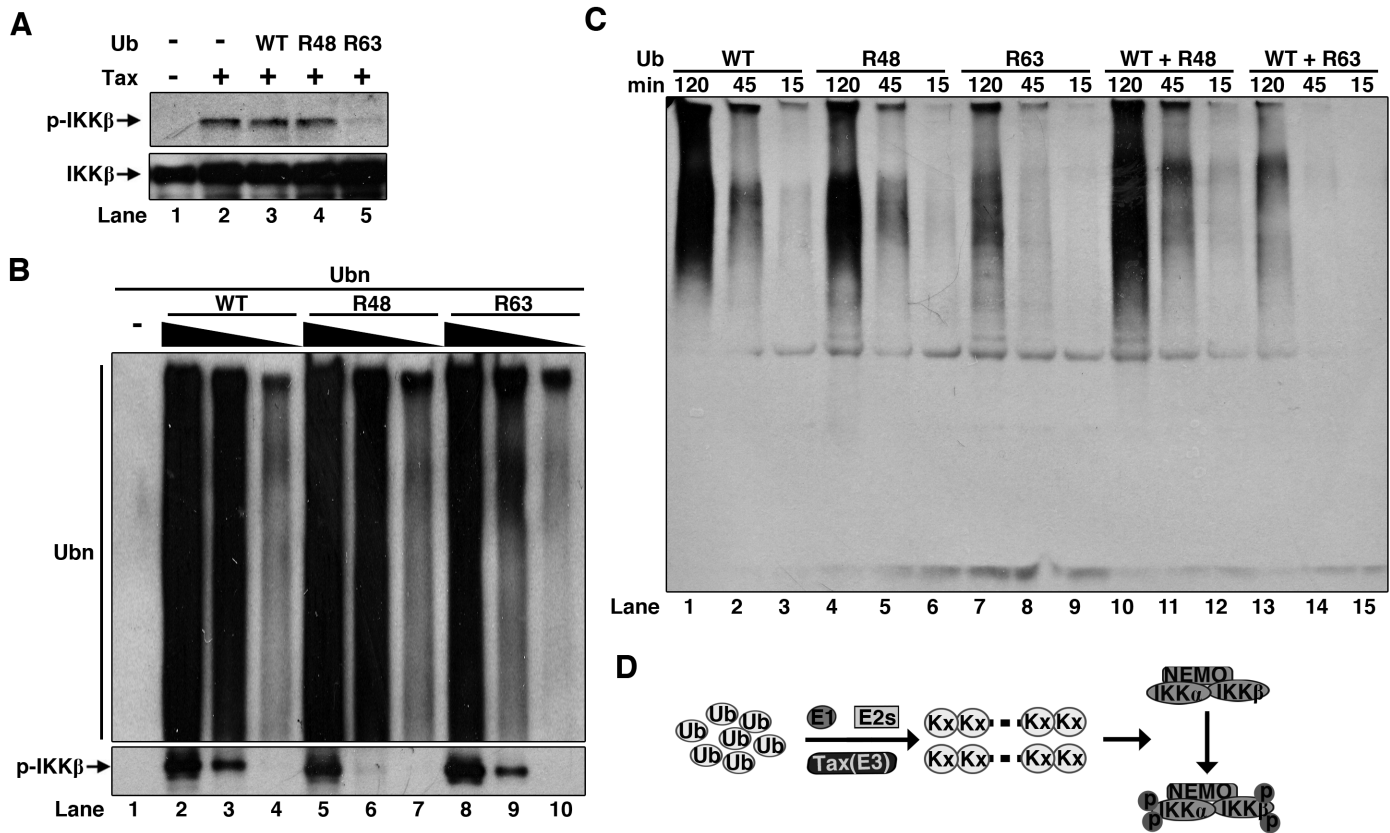 A
Ub - - WT R48 R63
Tax - + + + +
p-IKKβ
IKKβ
Lane 1 2 3 4 5
B
Ubn
WT R48 R63
-
Ubn
p-IKKβ
Lane 1 2 3 4 5 6 7 8 9 10
C
Ub WT R48 R63 WT + R48 WT + R63
min 120 45 15 120 45 15 120 45 15 120 45 15 120 45 15
Lane 1 2 3 4 5 6 7 8 9 10 11 12 13 14 15
D
Ub Ub Ub Ub Ub Ub Ub Ub
E1 E2s
Tax(E3)
Kx Kx Kx Kx
Kx Kx Kx Kx
NEMO
IKKα IKKβ
NEMO
p IKKα IKKβ p
p p